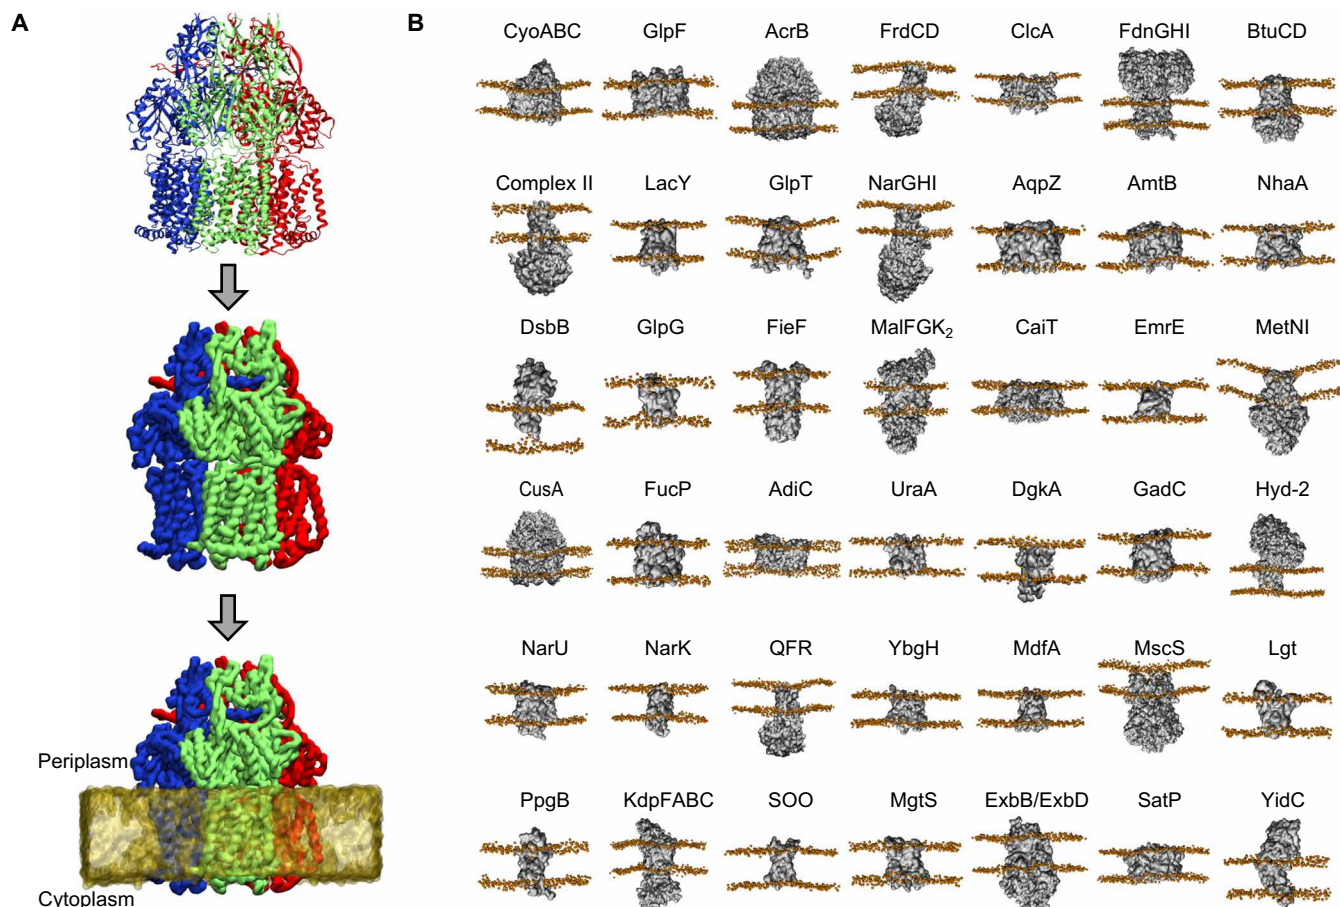 A
B
CyoABC GlpF AcrB FrdCD ClcA FdnGHI BtuCD
Complex II LacY GlpT NarGHI AqpZ AmtB NhaA
DsbB GlpG FieF MalFGK₂ CaiT EmrE MetNI
CusA FucP AdiC UraA DgkA GadC Hyd-2
NarU NarK QFR YbgH MdfA MscS Lgt
Periplasm
PpgB KdpFABC SOO MgtS ExbB/ExbD SatP YidC
Cytoplasm